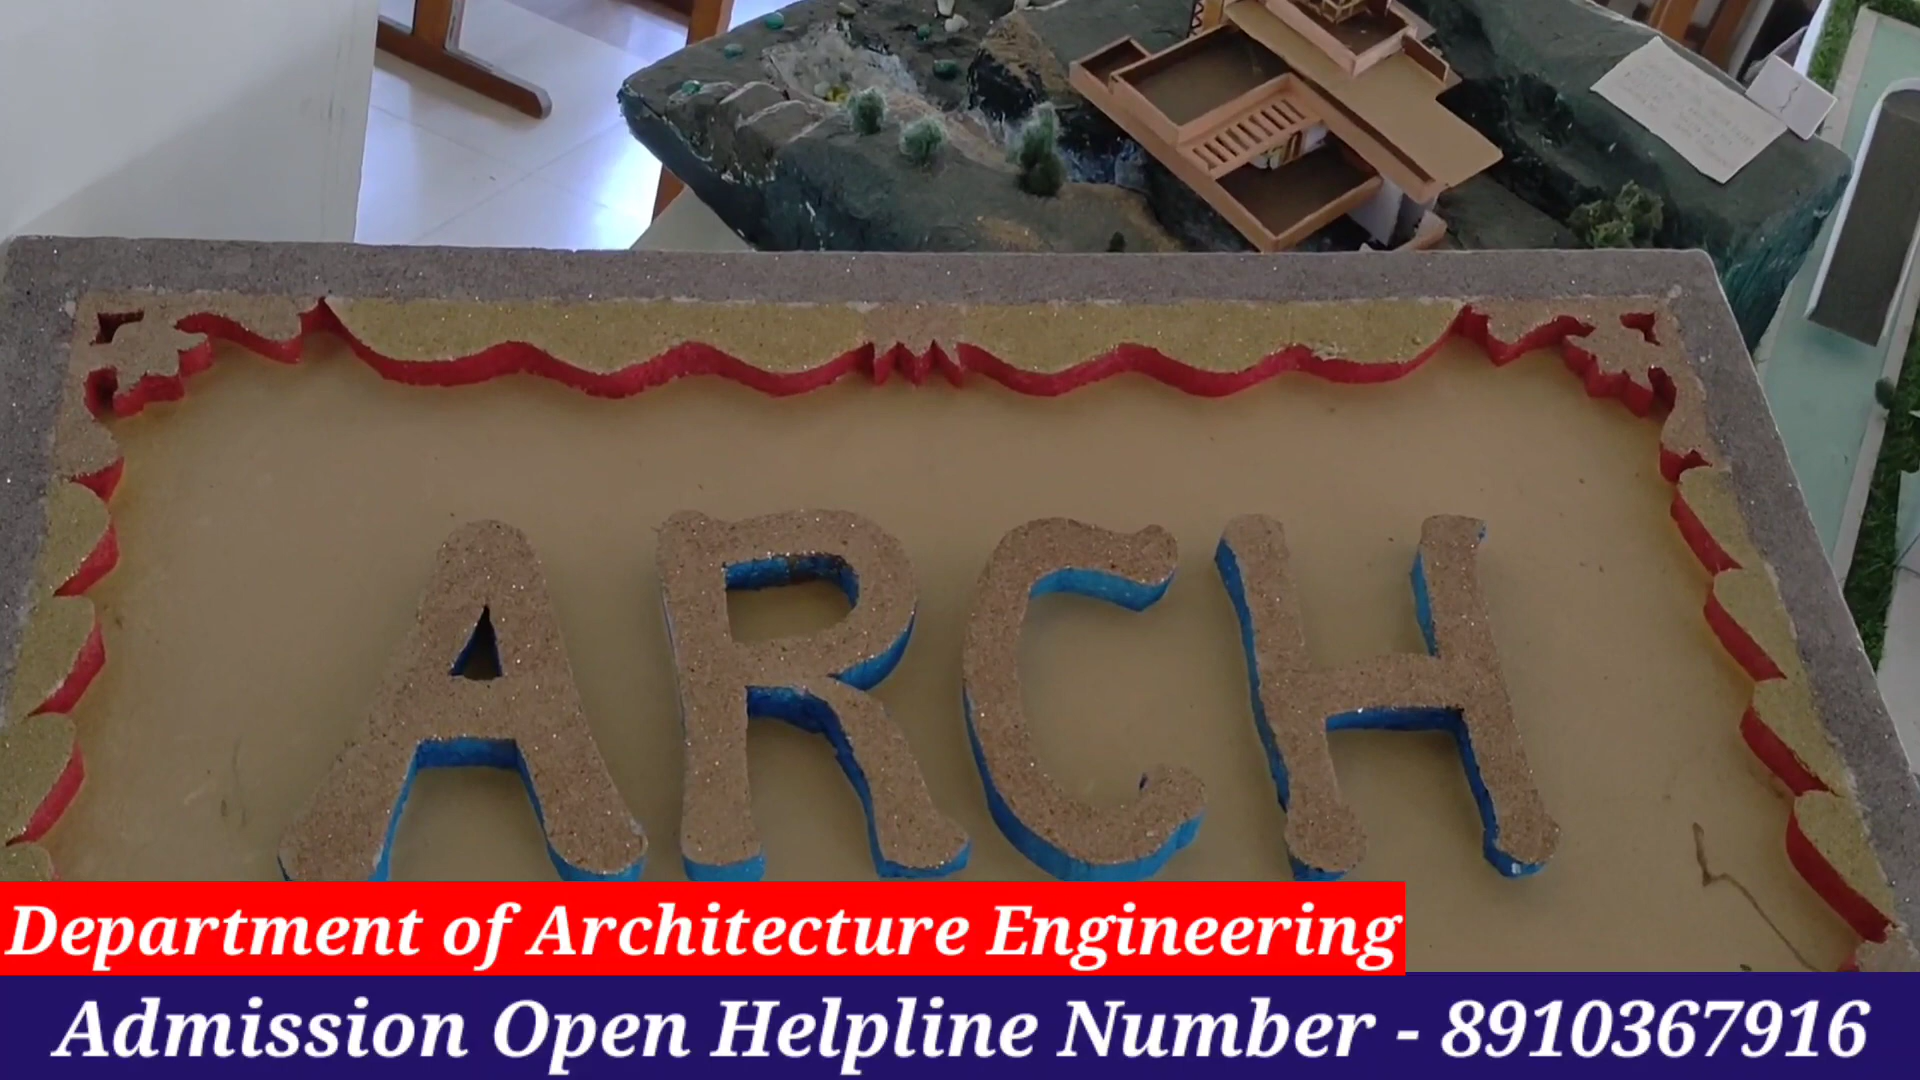 ARCH
Department of Architecture Engineering
Admission Open Helpline Number - 8910367916